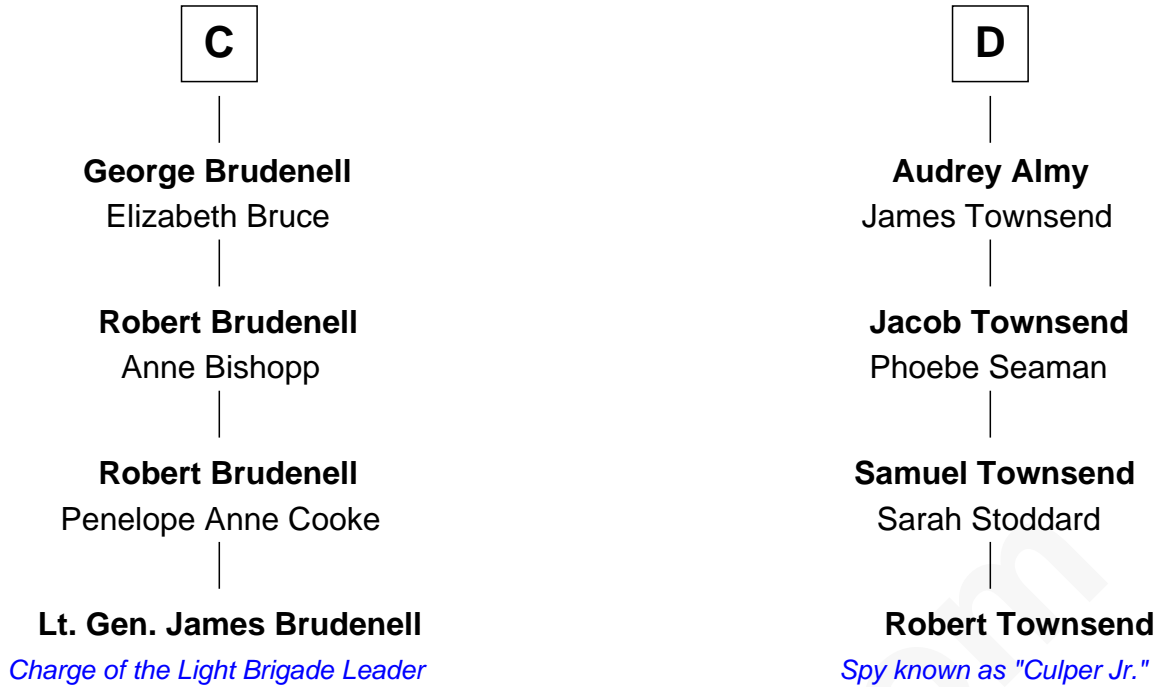 C
George Brudenell
Elizabeth Bruce
Robert Brudenell
Anne Bishopp
Robert Brudenell
Penelope Anne Cooke
Lt. Gen. James Brudenell
Charge of the Light Brigade Leader
D
Audrey Almy
James Townsend
Jacob Townsend
Phoebe Seaman
Samuel Townsend
Sarah Stoddard
Robert Townsend
Spy known as "Culper Jr."